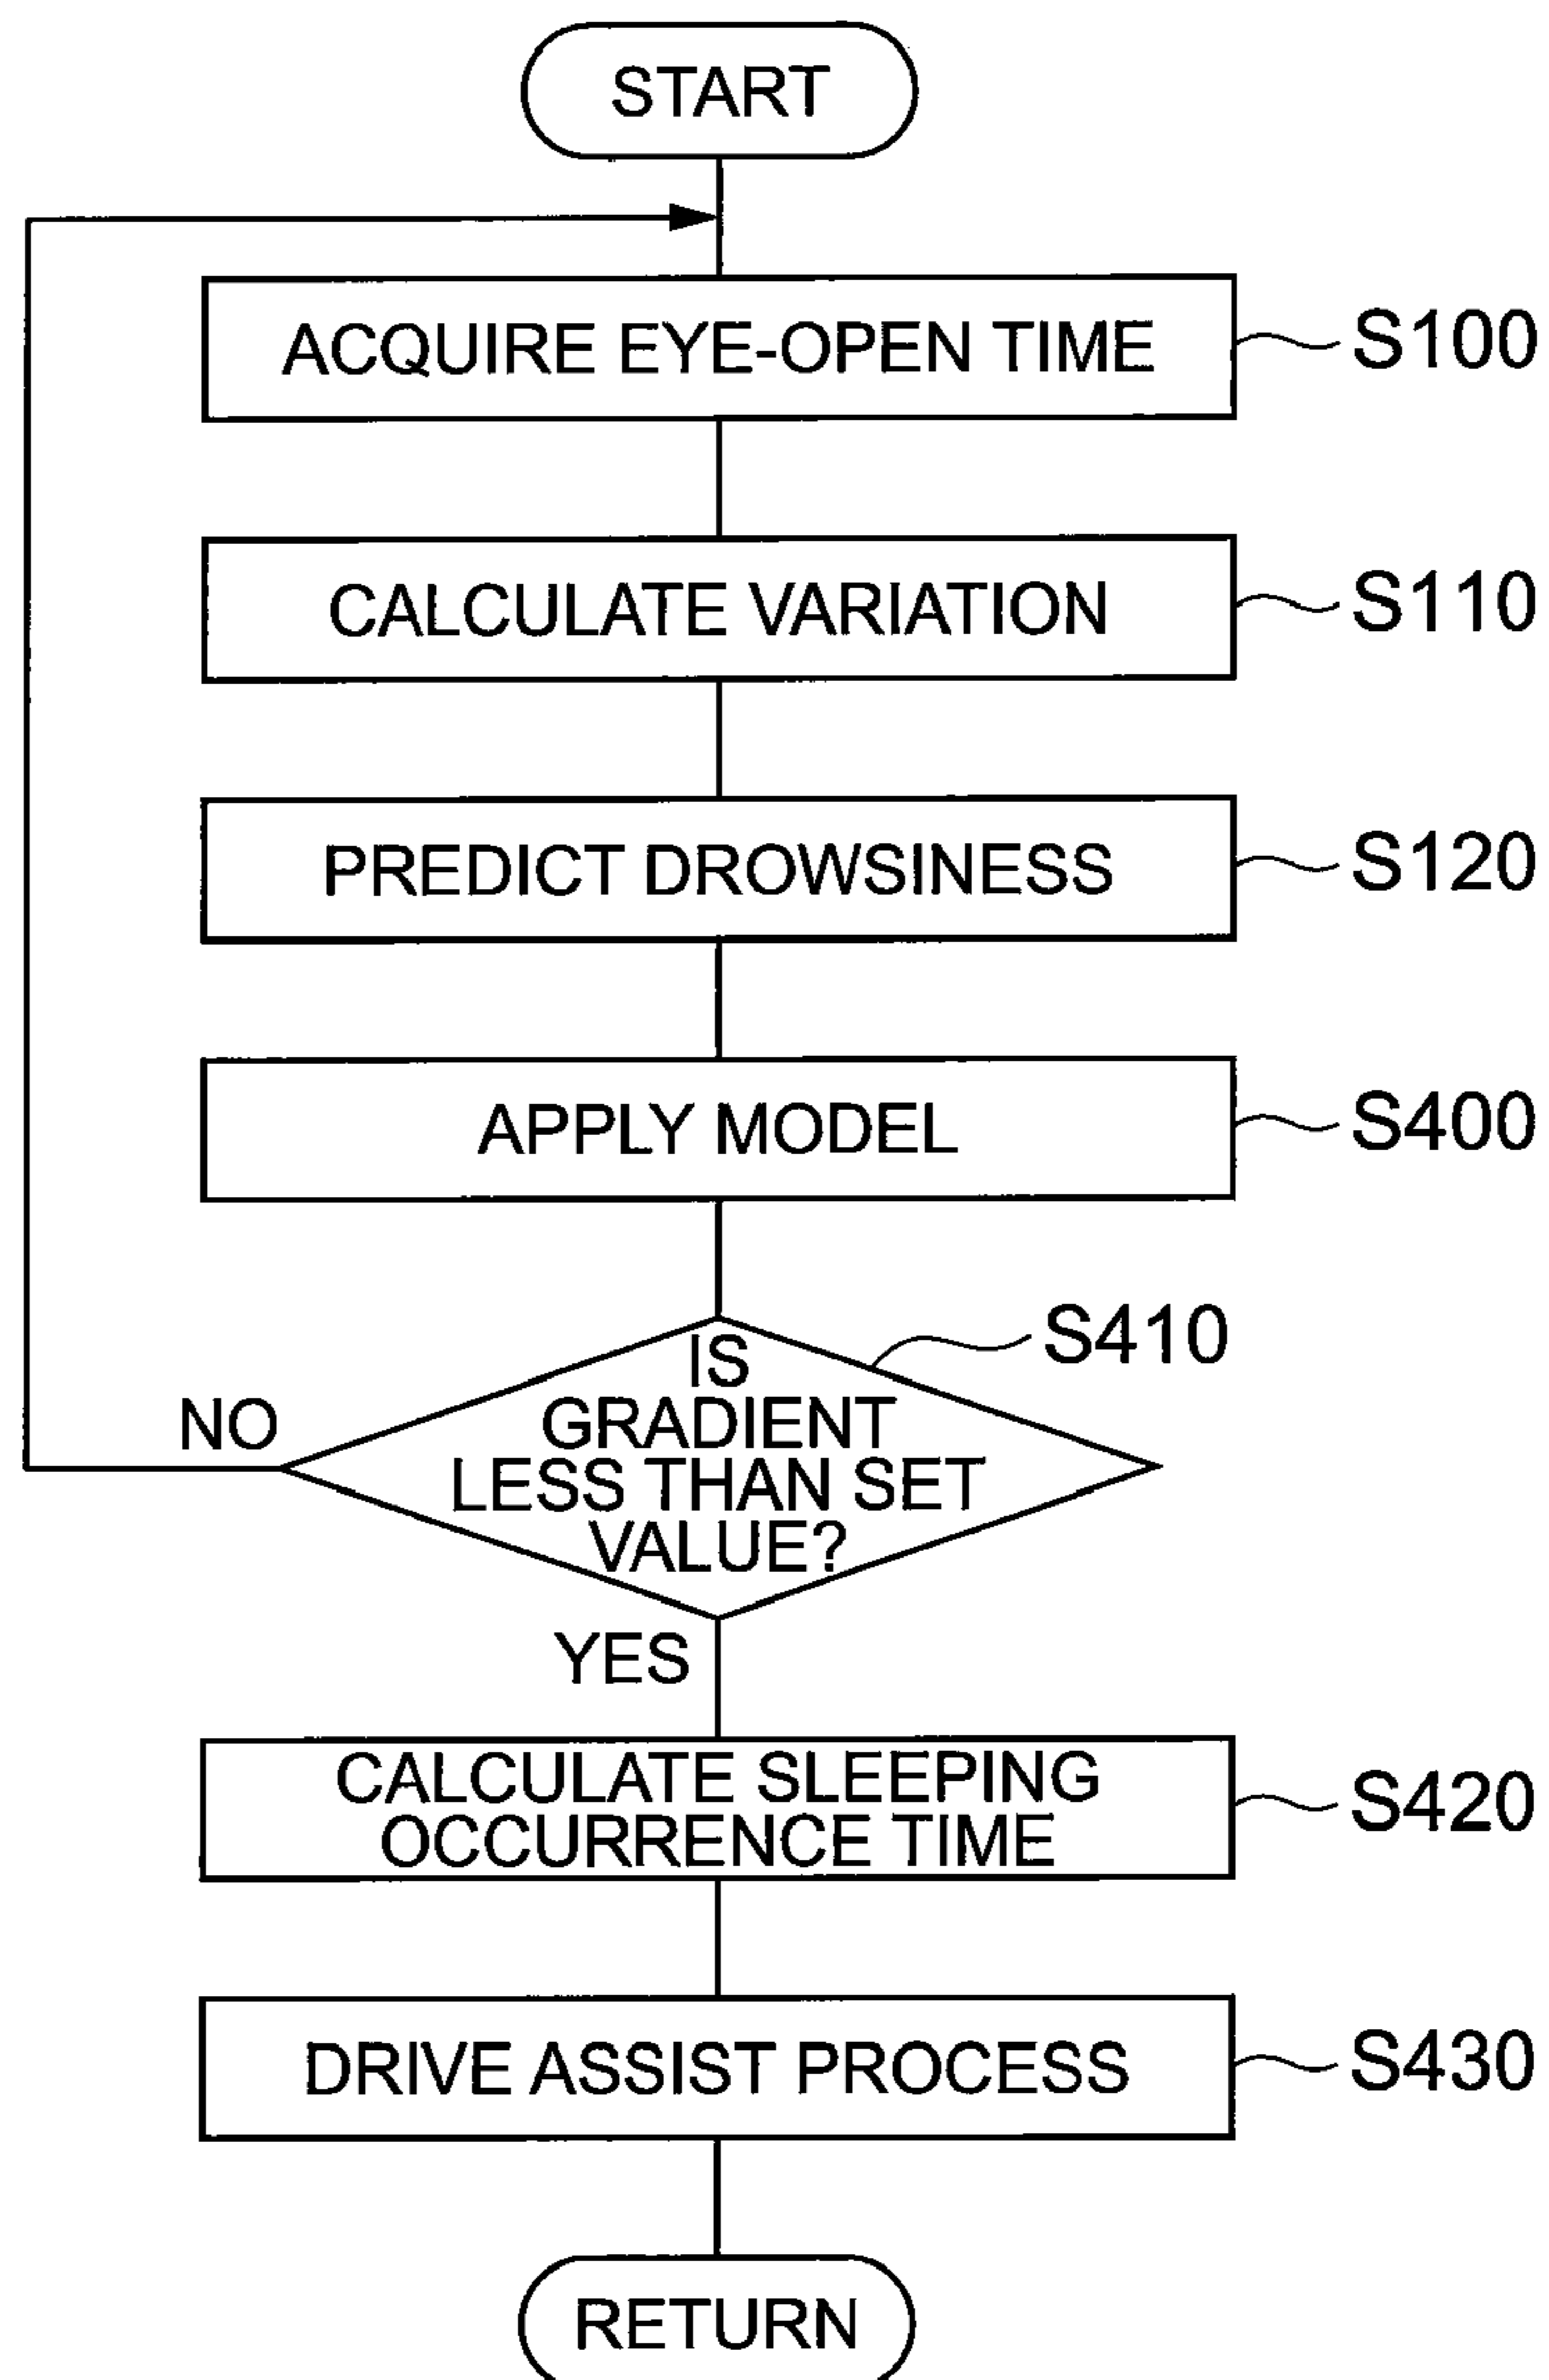 START
ACQUIRE EYE-OPEN TIME
S100
CALCULATE VARIATION
S110
PREDICT DROWSINESS
S120
APPLY MODEL
S400
S410
IS
GRADIENT
LESS THAN SET
VALUE?
NO
YES
CALCULATE SLEEPING
OCCURRENCE TIME
S420
DRIVE ASSIST PROCESS
S430
RETURN